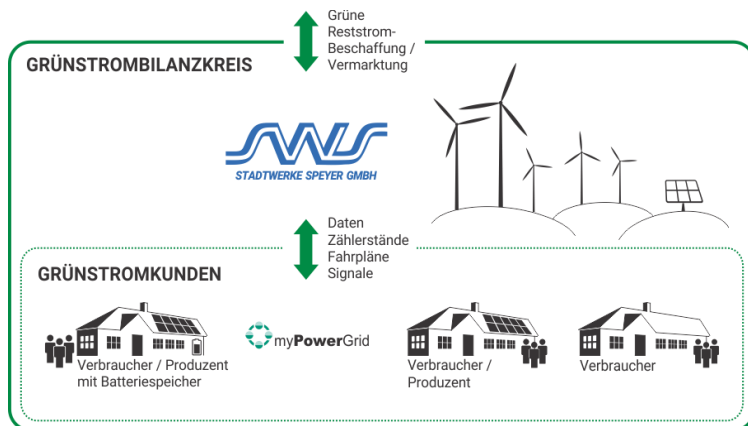 Grüne
Reststrom-
Beschaffung /
Vermarktung
GRÜNSTROMBILANZKREIS
SWS
STADTWERKE SPEYER GMBH
Daten
Zählerstände
Fahrpläne
Signale
GRÜNSTROMKUNDEN
myPowerGrid
Verbraucher / Produzent
mit Batteriespeicher
Verbraucher /
Produzent
Verbraucher